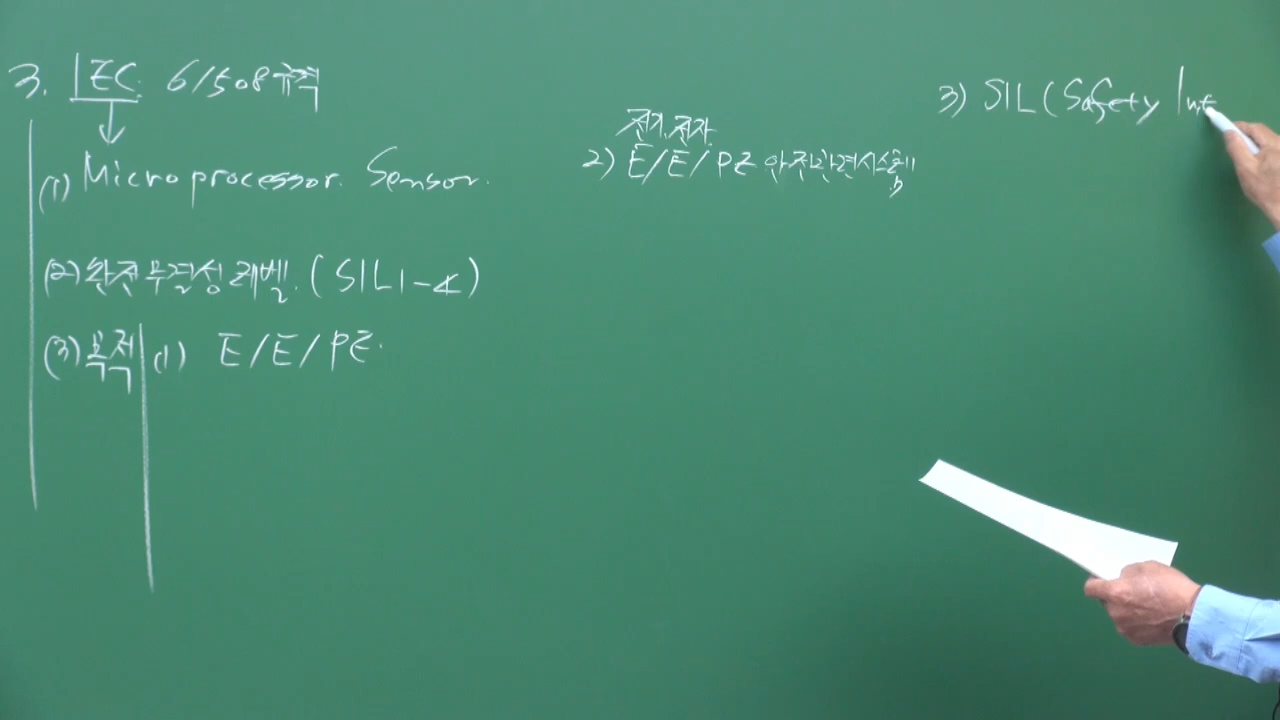 3. IEC 61508규격
(1) Microprocessor. Sensor.
(2) 안전무결성레벨. (SIL1-4)
(3) 목적 (1) E/E/PE.
전기, 전자.
2) E/E/PE 안전관련시스템
3) SIL (Safety Int